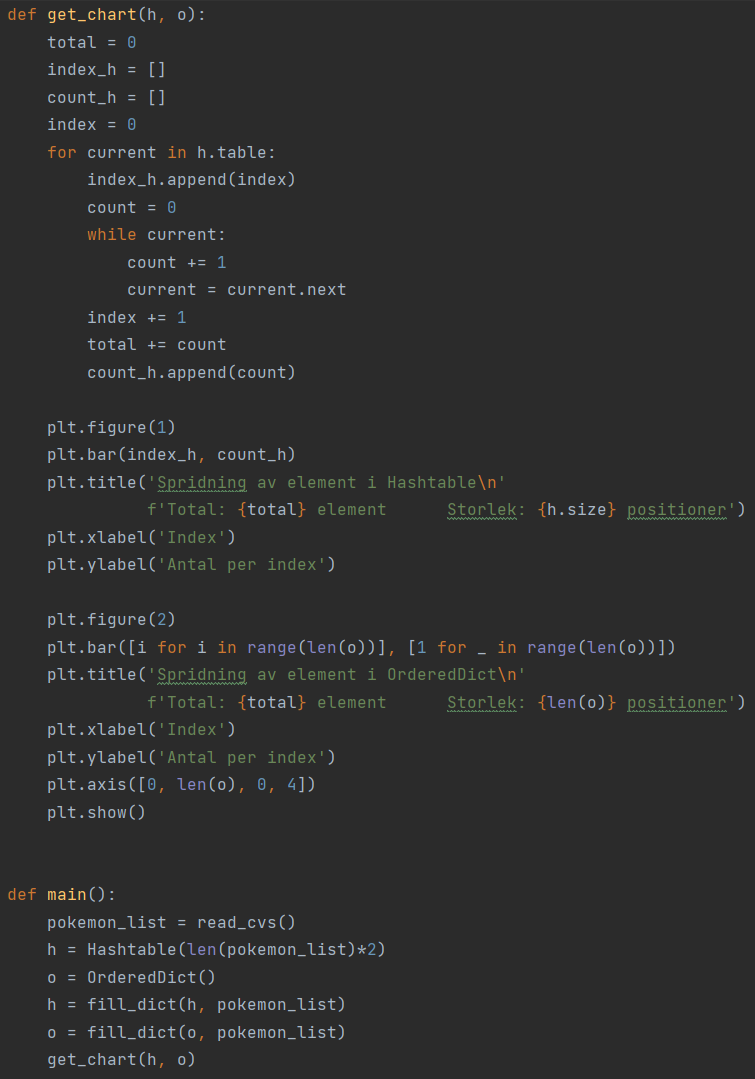 def get_chart(h, o):
    total = 0
    index_h = []
    count_h = []
    index = 0
    for current in h.table:
        index_h.append(index)
        count = 0
        while current:
            count += 1
            current = current.next
        index += 1
        total += count
        count_h.append(count)

    plt.figure(1)
    plt.bar(index_h, count_h)
    plt.title('Spridning av element i Hashtable\n'
              f'Total: {total} element      Storlek: {h.size} positioner')
    plt.xlabel('Index')
    plt.ylabel('Antal per index')

    plt.figure(2)
    plt.bar([i for i in range(len(o))], [1 for _ in range(len(o))])
    plt.title('Spridning av element i OrderedDict\n'
              f'Total: {total} element      Storlek: {len(o)} positioner')
    plt.xlabel('Index')
    plt.ylabel('Antal per index')
    plt.axis([0, len(o), 0, 4])
    plt.show()


def main():
    pokemon_list = read_cvs()
    h = Hashtable(len(pokemon_list)*2)
    o = OrderedDict()
    h = fill_dict(h, pokemon_list)
    o = fill_dict(o, pokemon_list)
    get_chart(h, o)